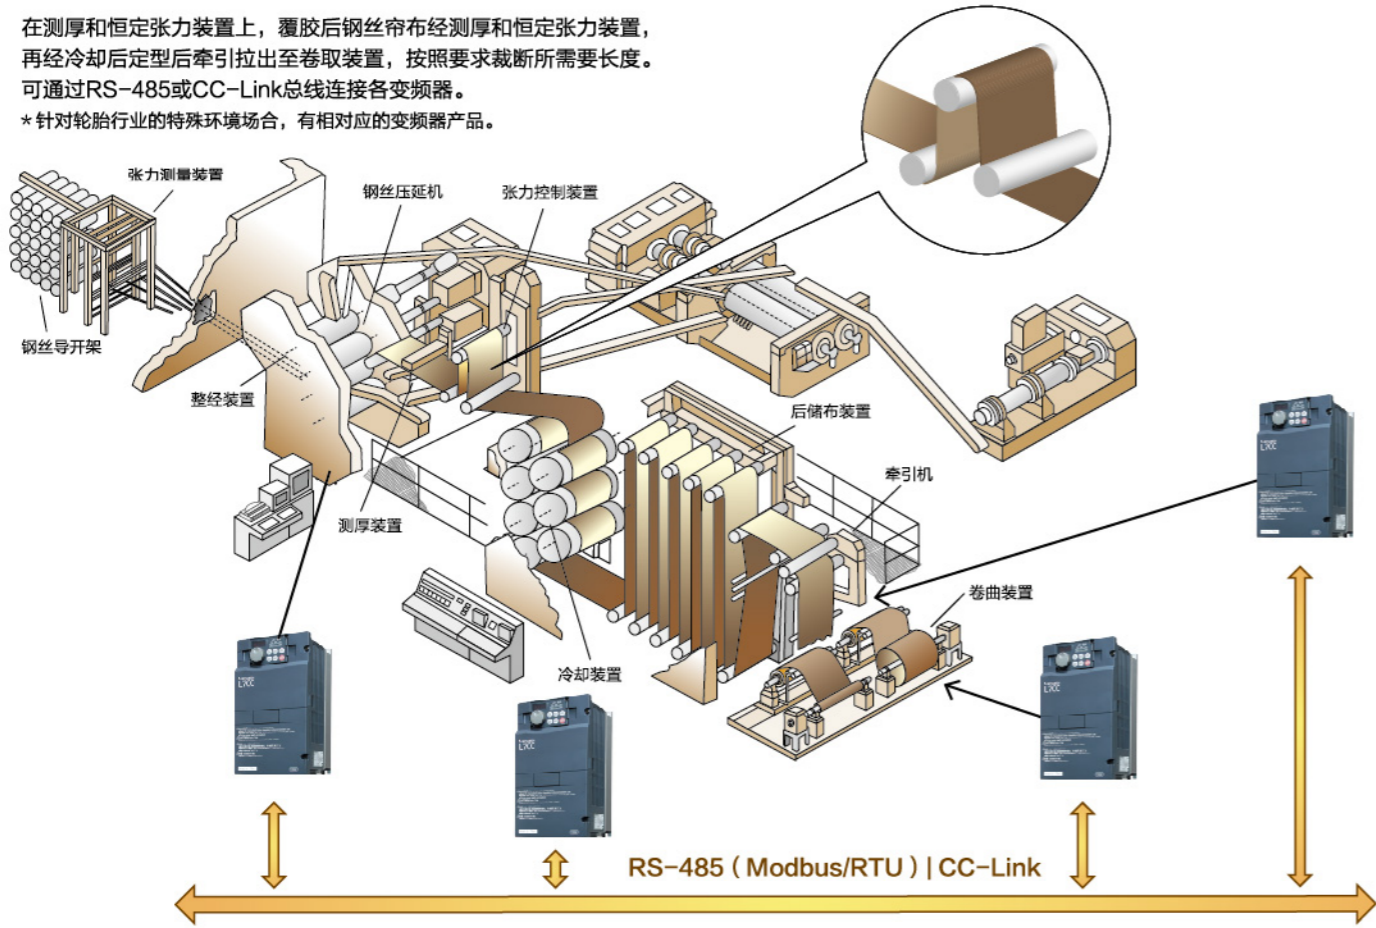 在测厚和恒定张力装置上，覆胶后钢丝帘布经测厚和恒定张力装置，
再经冷却后定型后牵引拉出至卷取装置，按照要求裁断所需要长度。
可通过RS-485或CC-Link总线连接各变频器。
*针对轮胎行业的特殊环境场合，有相对应的变频器产品。
张力测量装置
钢丝压延机
张力控制装置
钢丝导开架
整经装置
后储布装置
牵引机
测厚装置
卷曲装置
冷却装置
RS-485（Modbus/RTU）| CC-Link